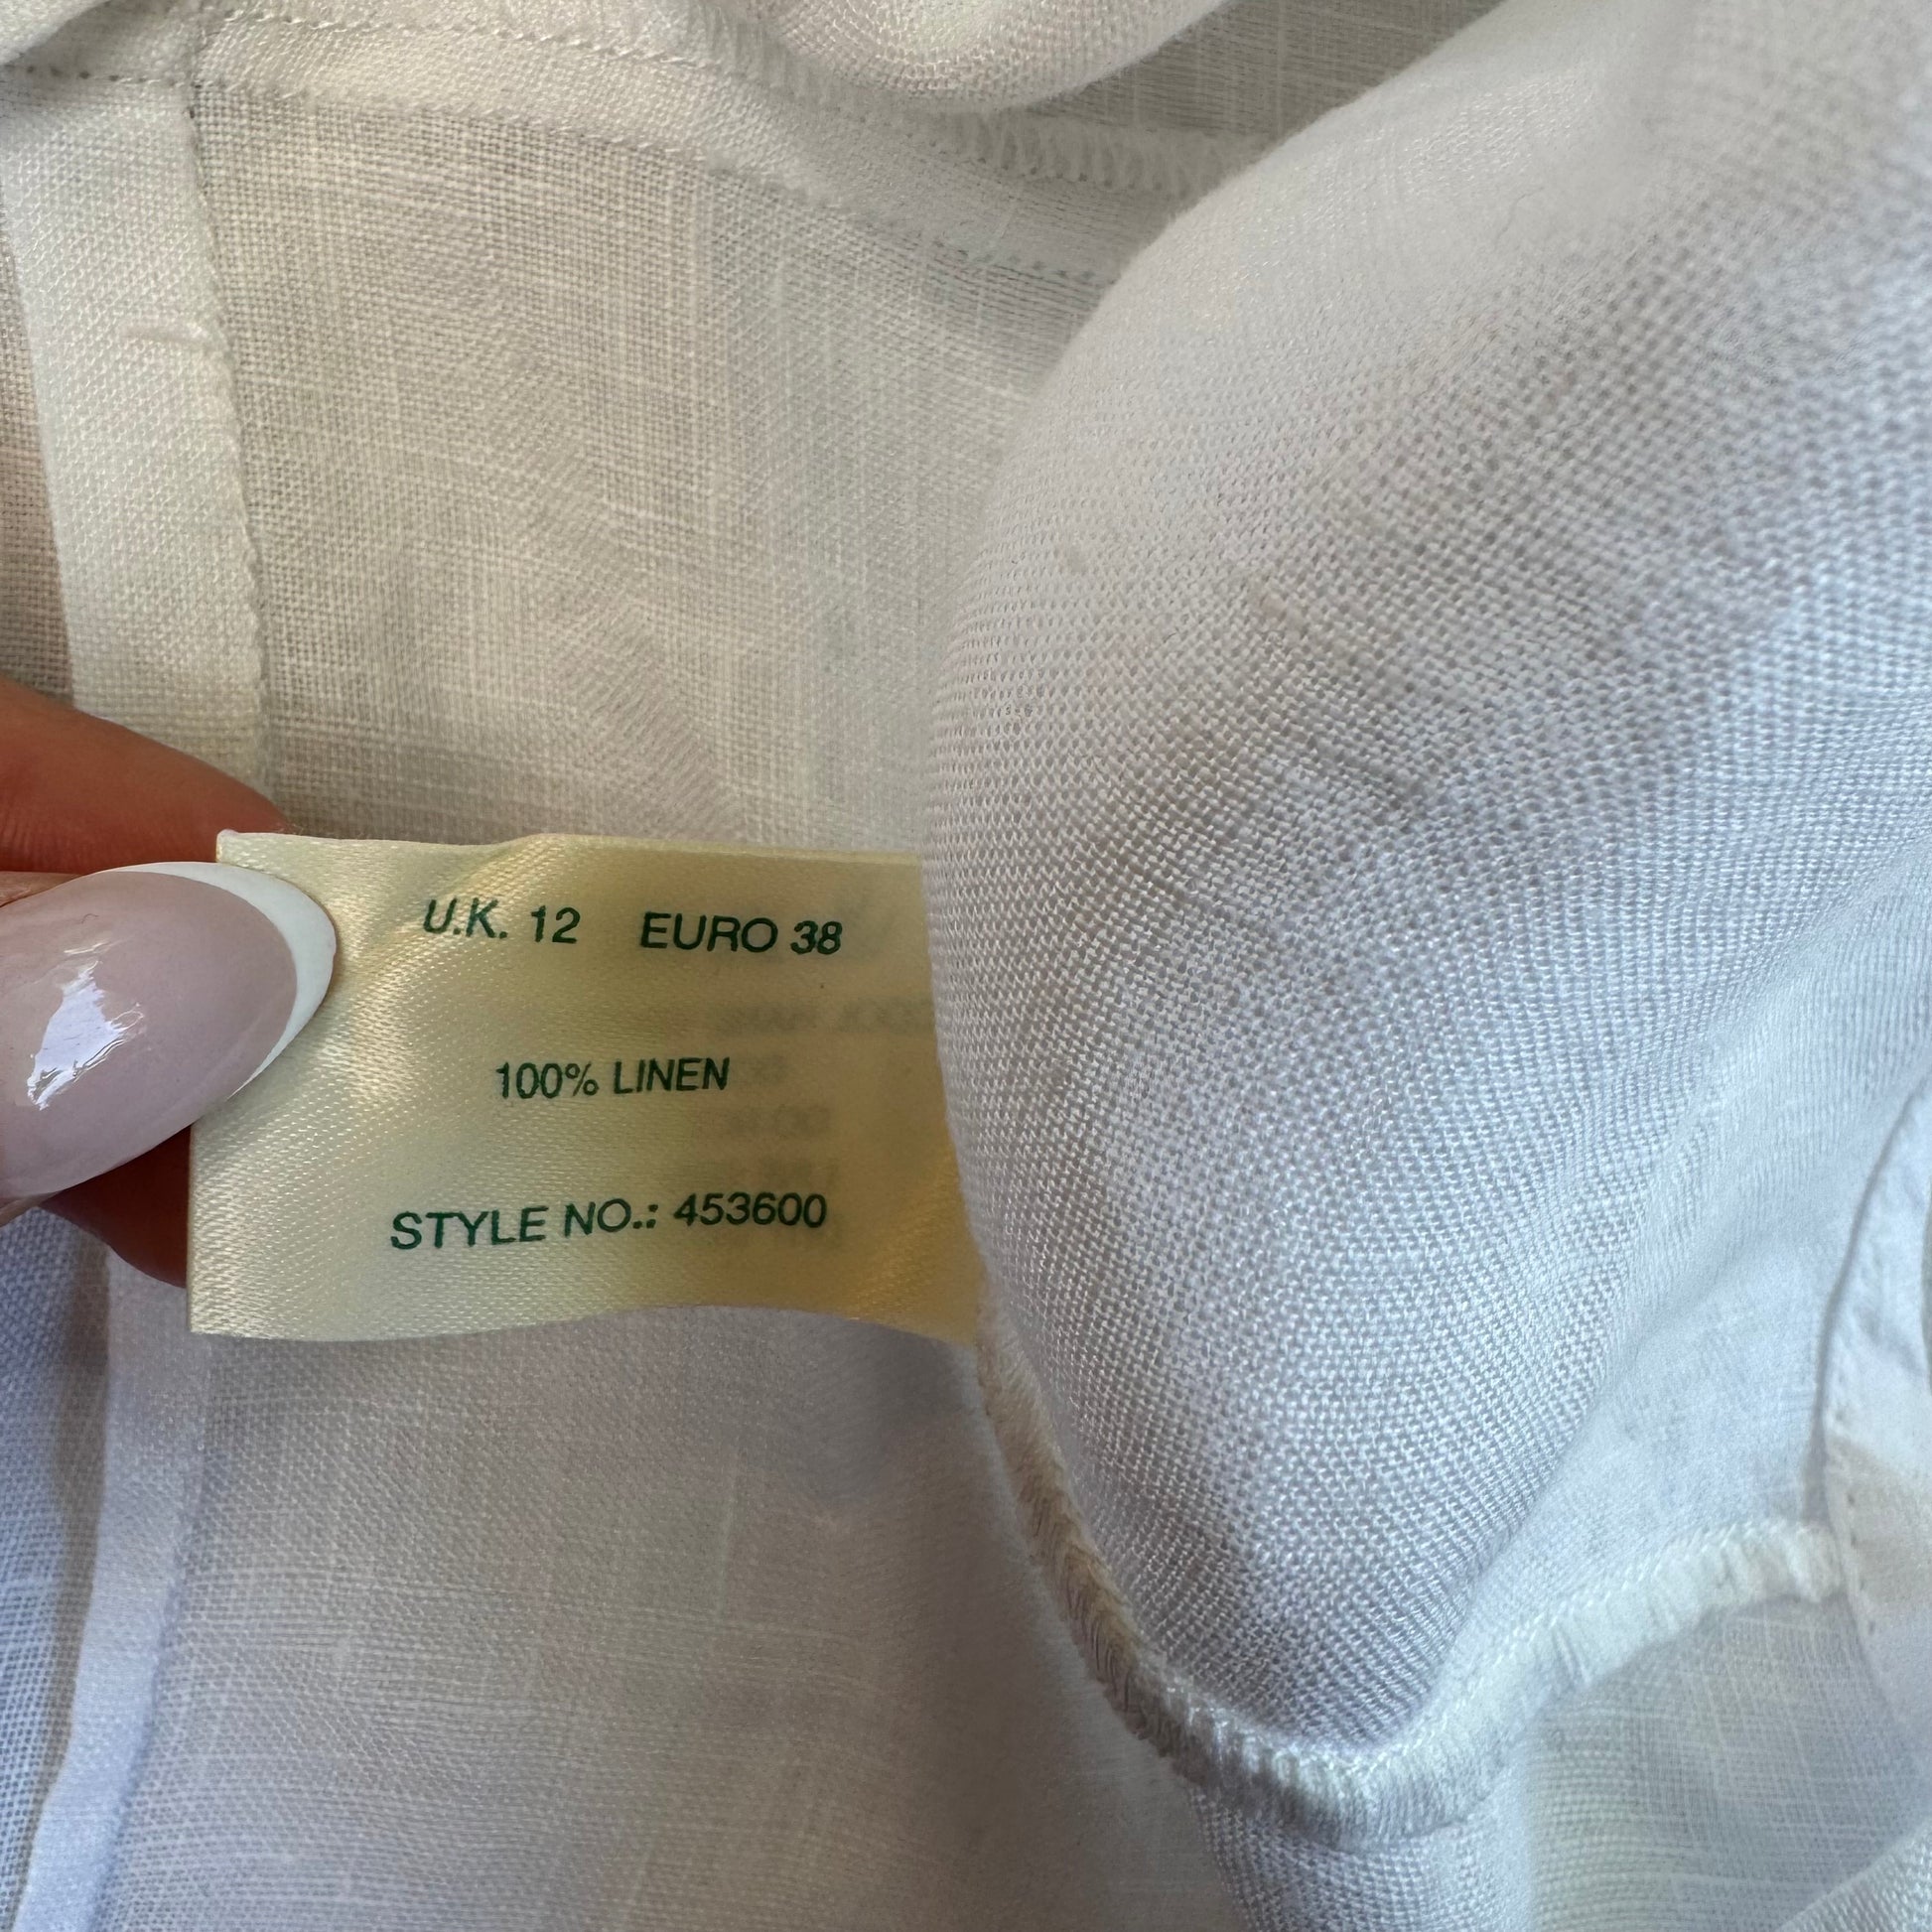 U.K. 12 EURO 38
100% LINEN
STYLE NO.: 453600